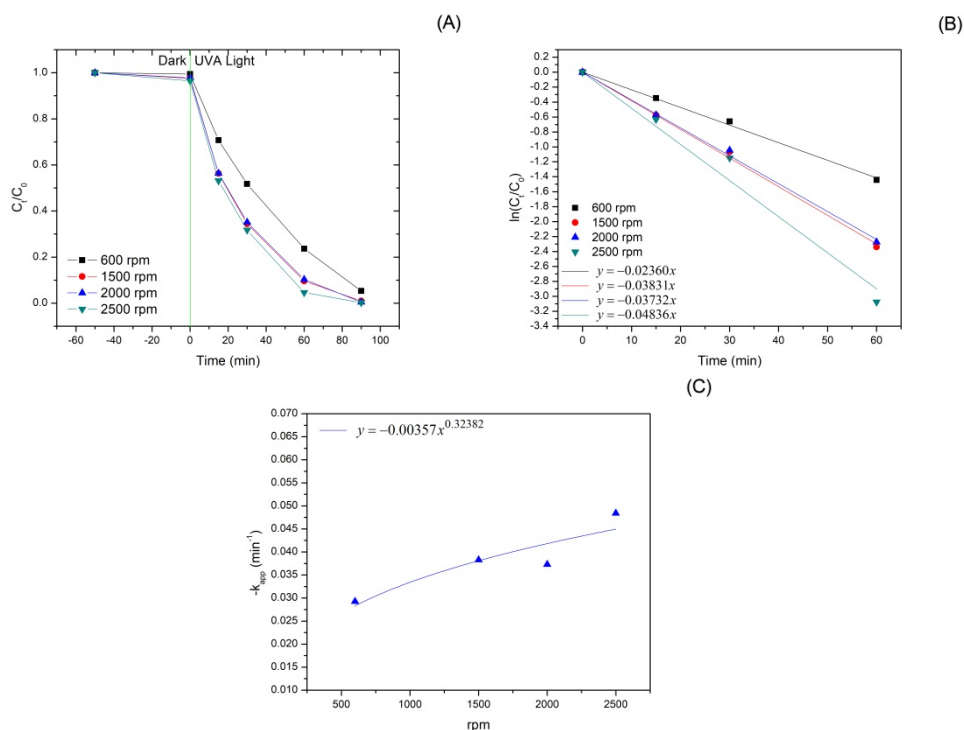 (A)
Dark UVA Light
1.0
0.8
0.6
0.4
0.2
0.0
Cₜ/C₀
600 rpm
1500 rpm
2000 rpm
2500 rpm
-60 -40 -20 0 20 40 60 80 100
Time (min)
(B)
0.2
0.0
-0.2
-0.4
-0.6
-0.8
-1.0
-1.2
-1.4
-1.6
-1.8
-2.0
-2.2
-2.4
-2.6
-2.8
-3.0
-3.2
-3.4
ln(Cₜ/C₀)
600 rpm
1500 rpm
2000 rpm
2500 rpm
y = −0.02360x
y = −0.03831x
y = −0.03732x
y = −0.04836x
0 10 20 30 40 50 60
Time (min)
(C)
0.070
0.065
0.060
0.055
0.050
0.045
0.040
0.035
0.030
0.025
0.020
0.015
0.010
-kₐₚₚ (min⁻¹)
y = −0.00357x^0.32382
500 1000 1500 2000 2500
rpm